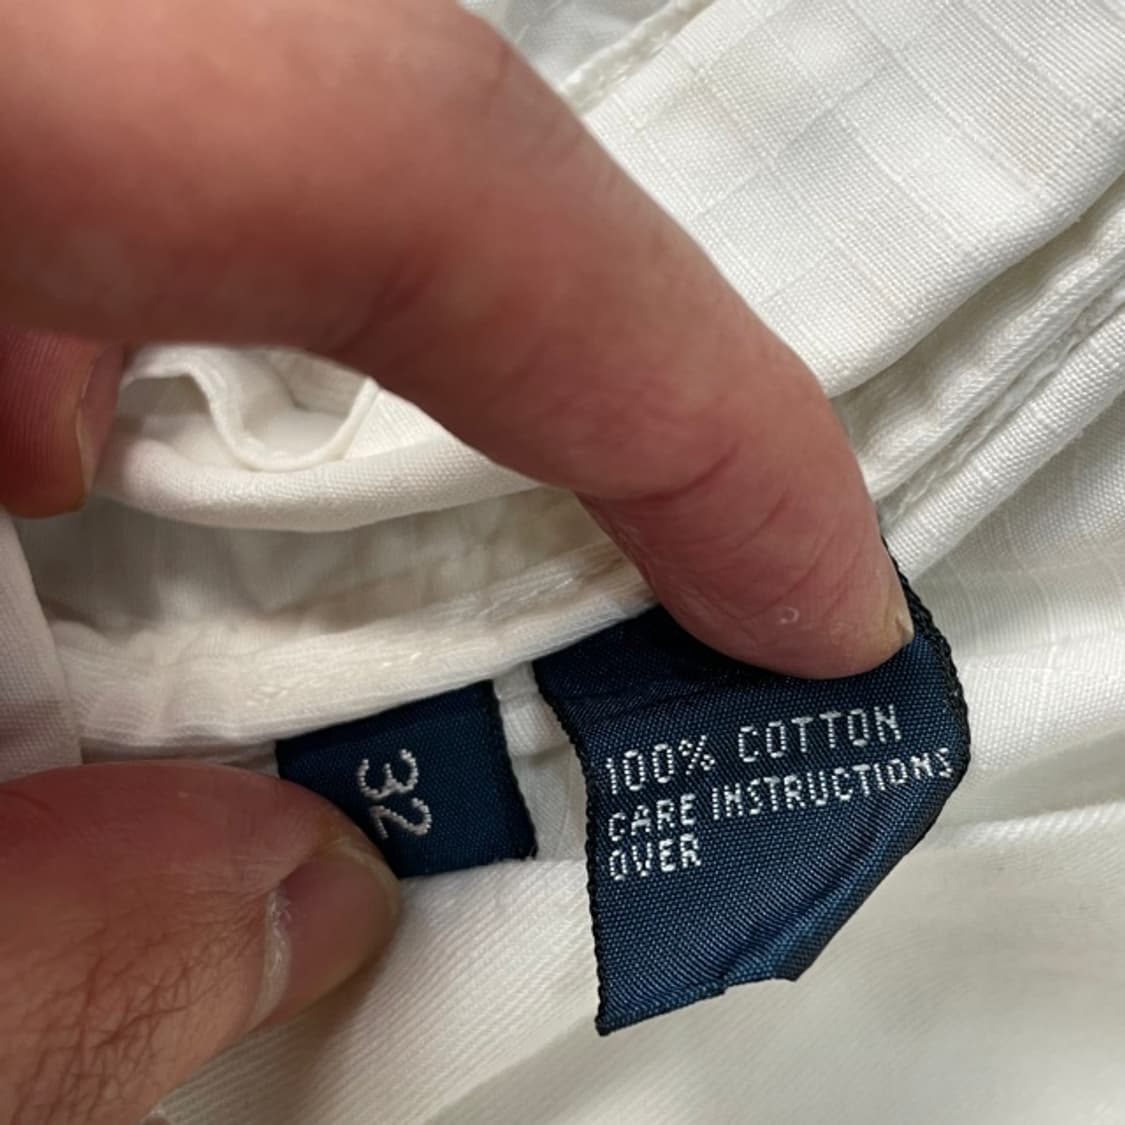 32
100% COTTON
CARE INSTRUCTIONS
OVER